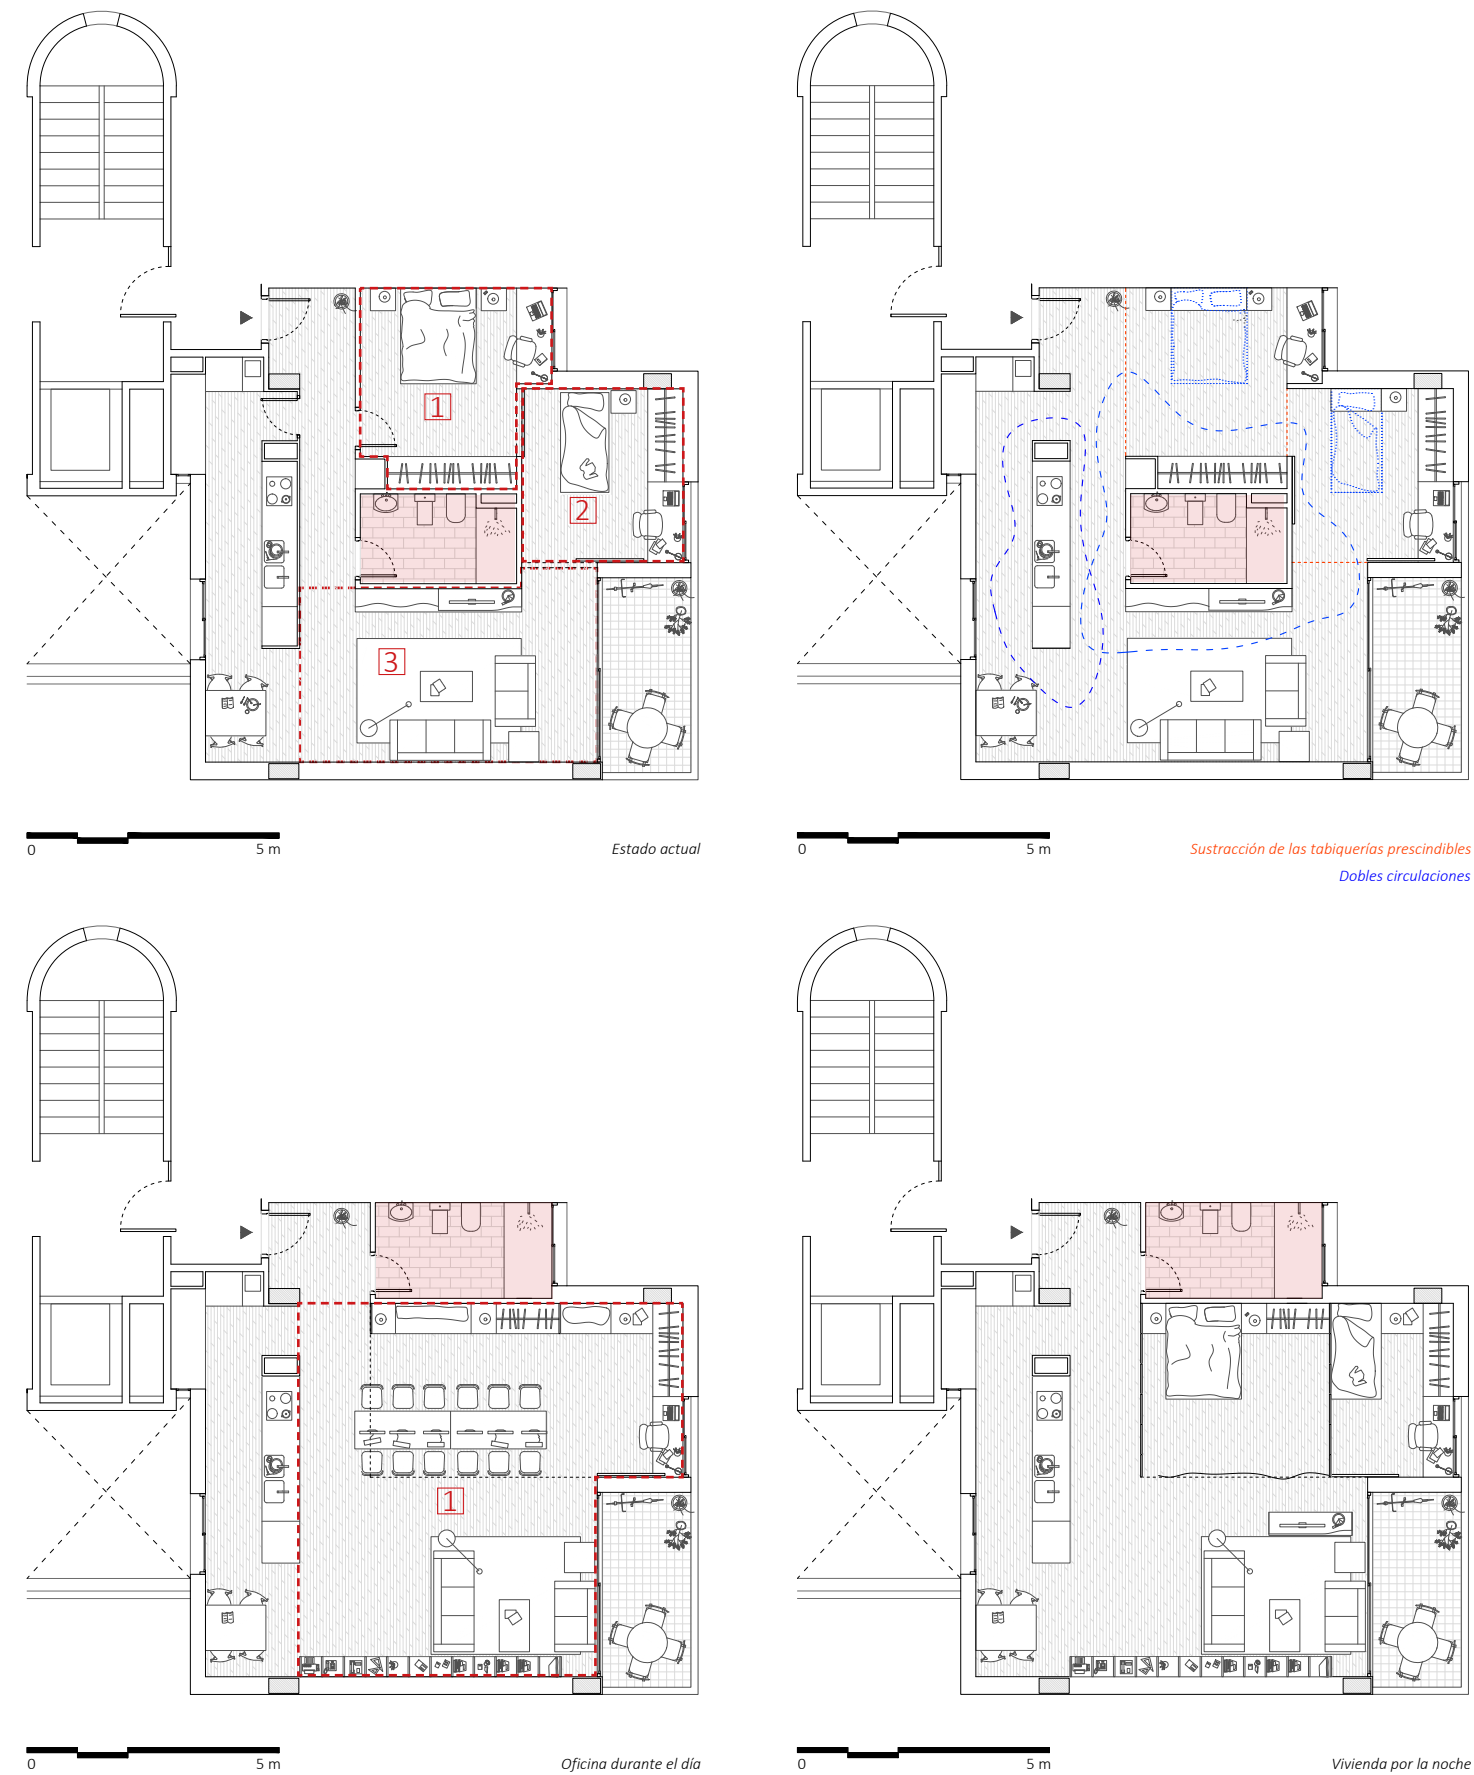 1
2
3
0
5 m
Estado actual
0
5 m
Sustracción de las tabiquerías prescindibles
Dobles circulaciones
1
0
5 m
Oficina durante el día
0
5 m
Vivienda por la noche